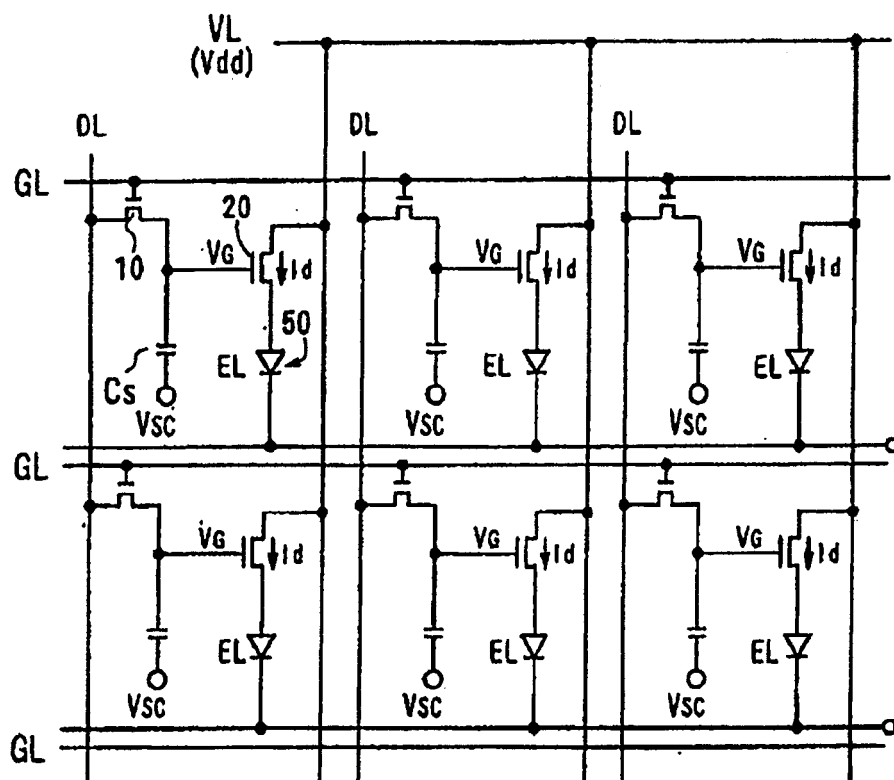 VL
(Vdd)
DL DL DL
GL
20
10
VG Id VG Id VG Id
50
EL EL EL
Cs
Vsc Vsc Vsc
GL
VG Id VG Id VG Id
EL EL EL
Vsc Vsc Vsc
GL